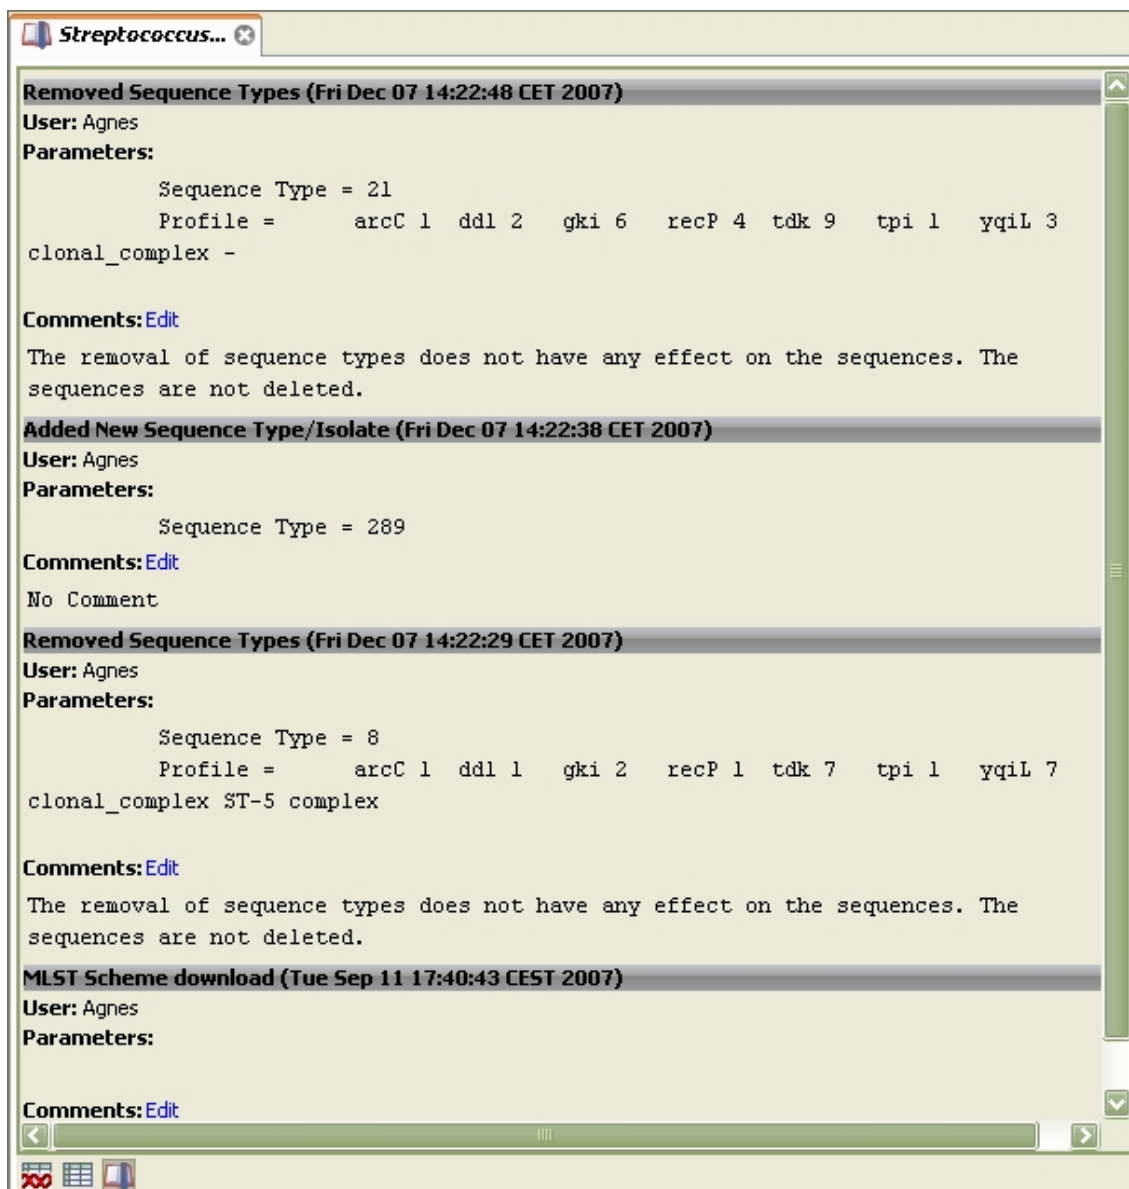 Streptococcus...
Removed Sequence Types (Fri Dec 07 14:22:48 CET 2007)
User: Agnes
Parameters:
Sequence Type = 21
Profile = arcC 1 ddl 2 gki 6 recP 4 tdk 9 tpi 1 yqiL 3
clonal_complex -
Comments: Edit
The removal of sequence types does not have any effect on the sequences. The
sequences are not deleted.
Added New Sequence Type/Isolate (Fri Dec 07 14:22:38 CET 2007)
User: Agnes
Parameters:
Sequence Type = 289
Comments: Edit
No Comment
Removed Sequence Types (Fri Dec 07 14:22:29 CET 2007)
User: Agnes
Parameters:
Sequence Type = 8
Profile = arcC 1 ddl 1 gki 2 recP 1 tdk 7 tpi 1 yqiL 7
clonal_complex ST-5 complex
Comments: Edit
The removal of sequence types does not have any effect on the sequences. The
sequences are not deleted.
MLST Scheme download (Tue Sep 11 17:40:43 CEST 2007)
User: Agnes
Parameters:
Comments: Edit